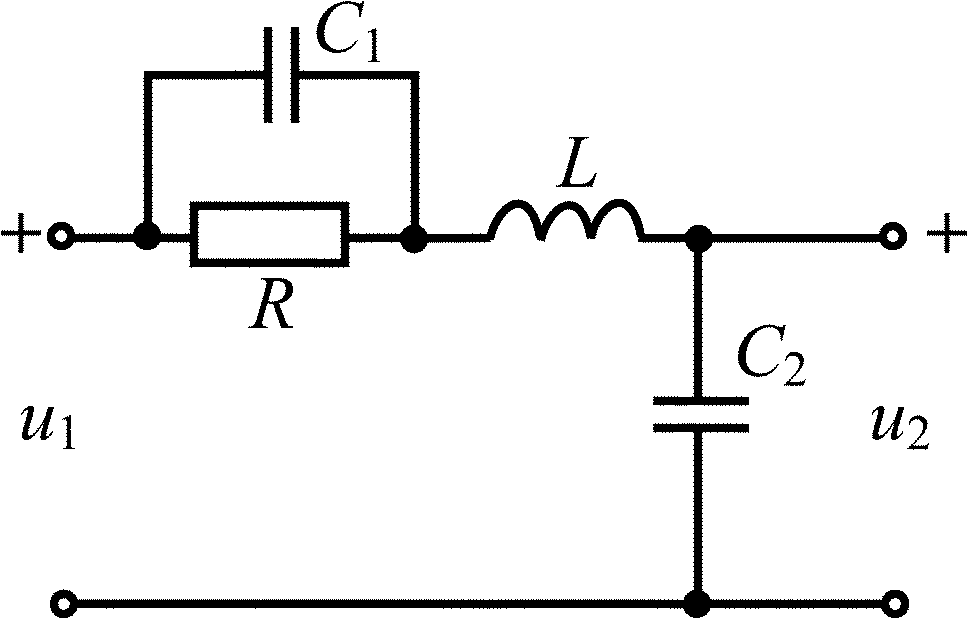 C₁
L
+ +
R
C₂
u₁ u₂